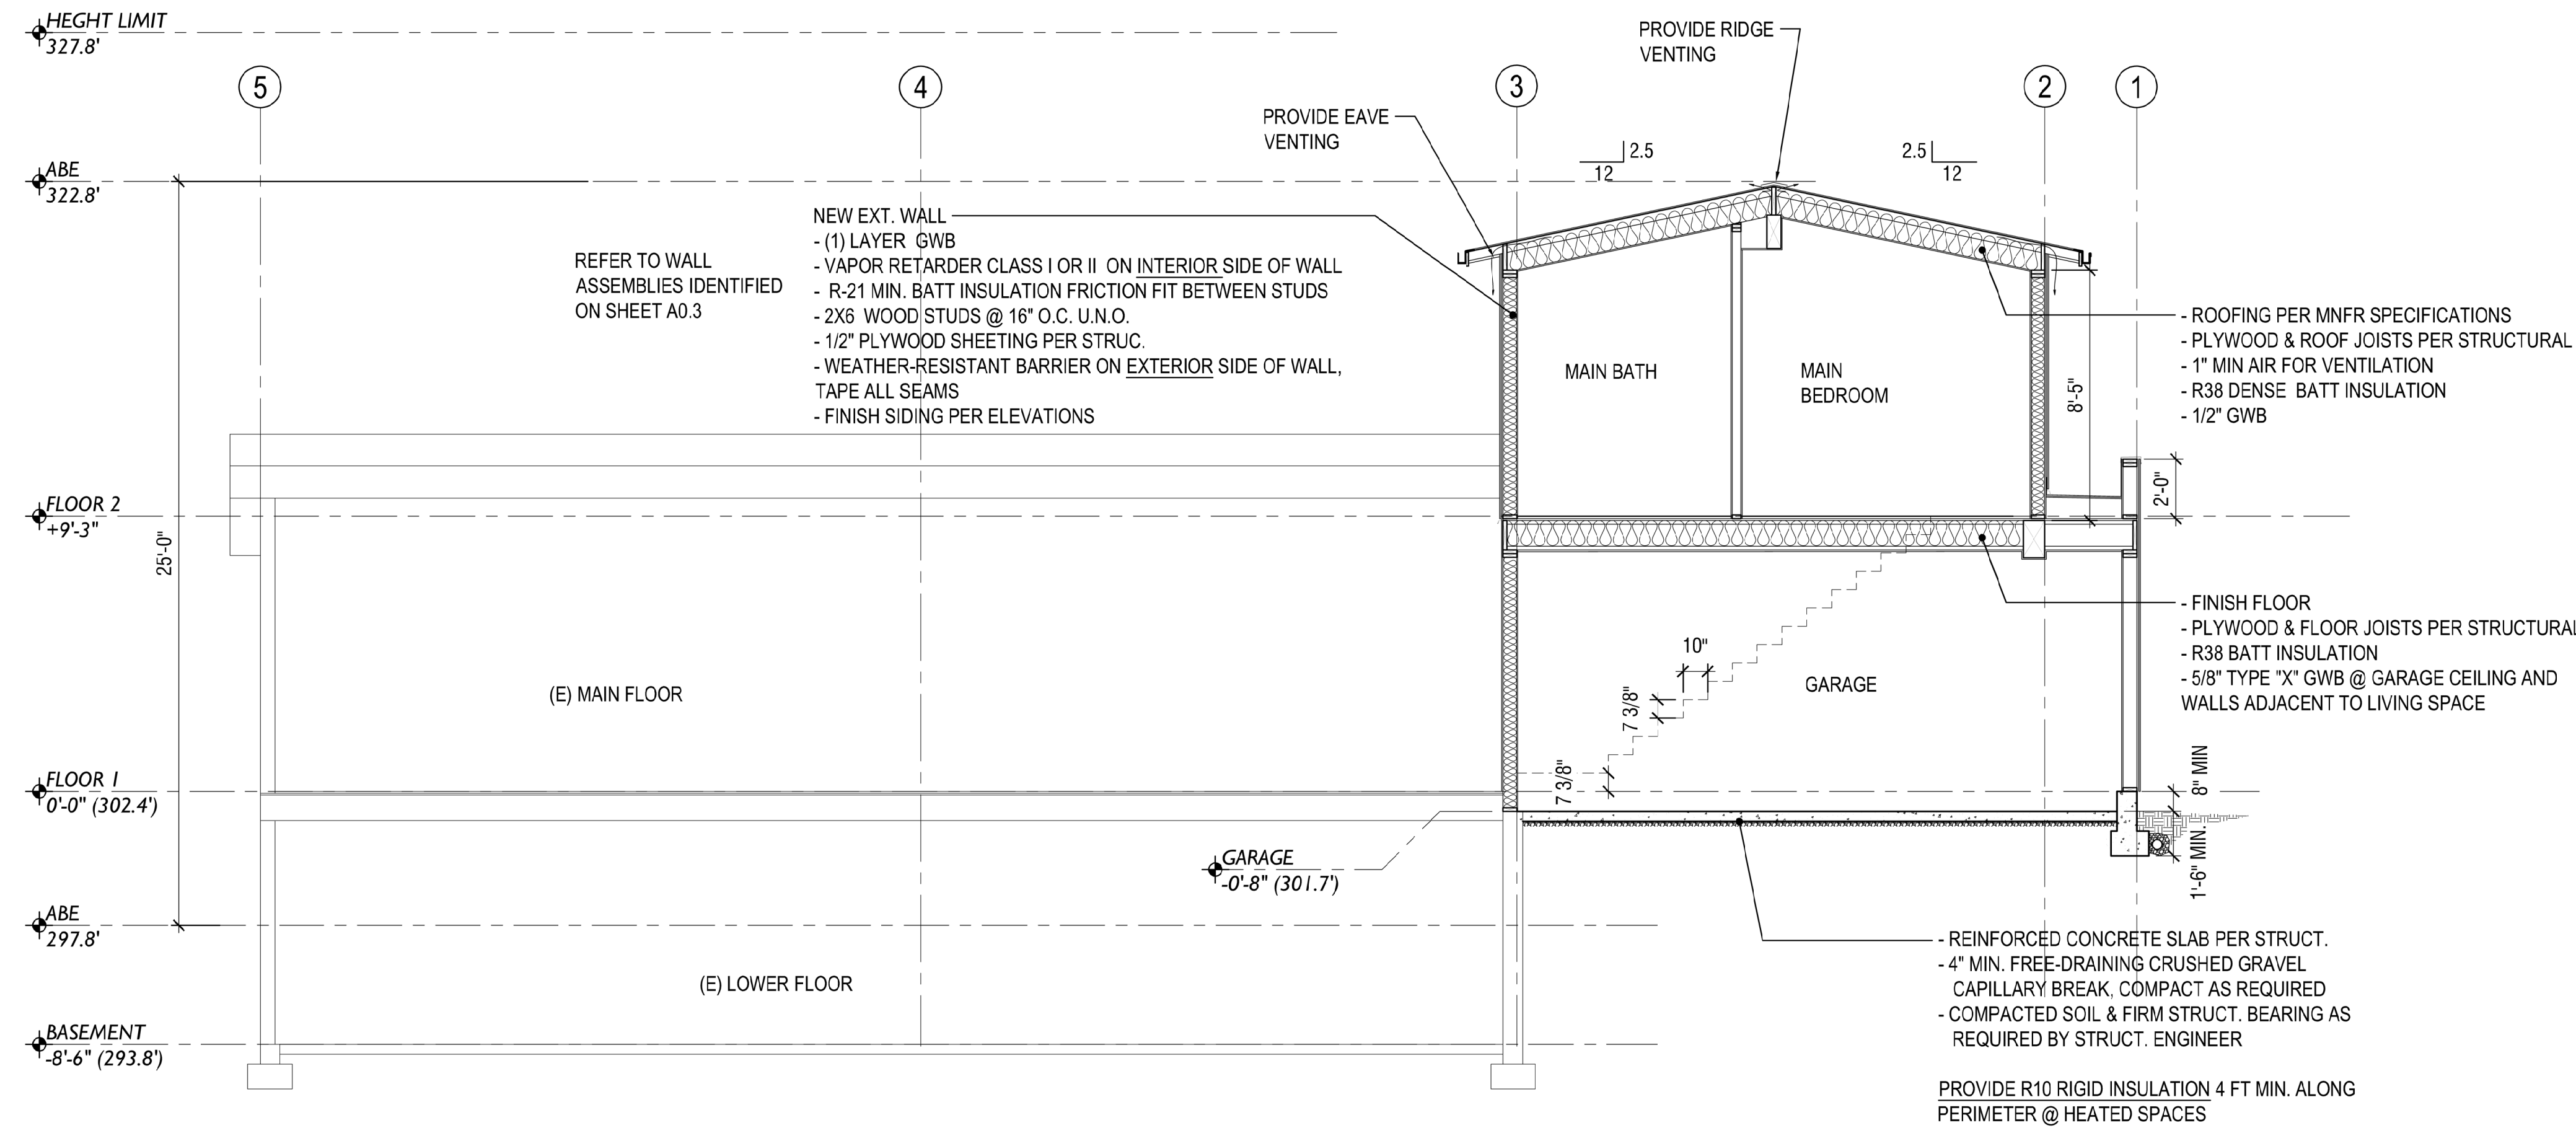 HEGHT LIMIT
327.8'
PROVIDE RIDGE
VENTING
5
4
3
2
1
PROVIDE EAVE
VENTING
2.5
12
2.5
12
ABE
322.8'
NEW EXT. WALL
- (1) LAYER GWB
- VAPOR RETARDER CLASS I OR II ON INTERIOR SIDE OF WALL
- R-21 MIN. BATT INSULATION FRICTION FIT BETWEEN STUDS
- 2X6 WOOD STUDS @ 16" O.C. U.N.O.
- 1/2" PLYWOOD SHEETING PER STRUC.
- WEATHER-RESISTANT BARRIER ON EXTERIOR SIDE OF WALL,
TAPE ALL SEAMS
- FINISH SIDING PER ELEVATIONS
REFER TO WALL
ASSEMBLIES IDENTIFIED
ON SHEET A0.3
- ROOFING PER MNFR SPECIFICATIONS
- PLYWOOD & ROOF JOISTS PER STRUCTURAL
- 1" MIN AIR FOR VENTILATION
- R38 DENSE BATT INSULATION
- 1/2" GWB
MAIN BATH
MAIN
BEDROOM
8'-5"
2'-0"
FLOOR 2
+9'-3"
25'-0"
- FINISH FLOOR
- PLYWOOD & FLOOR JOISTS PER STRUCTURAL
- R38 BATT INSULATION
- 5/8" TYPE "X" GWB @ GARAGE CEILING AND
WALLS ADJACENT TO LIVING SPACE
10"
7 3/8"
7 3/8"
(E) MAIN FLOOR
GARAGE
FLOOR 1
0'-0" (302.4')
8" MIN
1'-6" MIN.
GARAGE
-0'-8" (301.7')
ABE
297.8'
- REINFORCED CONCRETE SLAB PER STRUCT.
- 4" MIN. FREE-DRAINING CRUSHED GRAVEL
CAPILLARY BREAK, COMPACT AS REQUIRED
- COMPACTED SOIL & FIRM STRUCT. BEARING AS
REQUIRED BY STRUCT. ENGINEER
(E) LOWER FLOOR
BASEMENT
-8'-6" (293.8')
PROVIDE R10 RIGID INSULATION 4 FT MIN. ALONG
PERIMETER @ HEATED SPACES